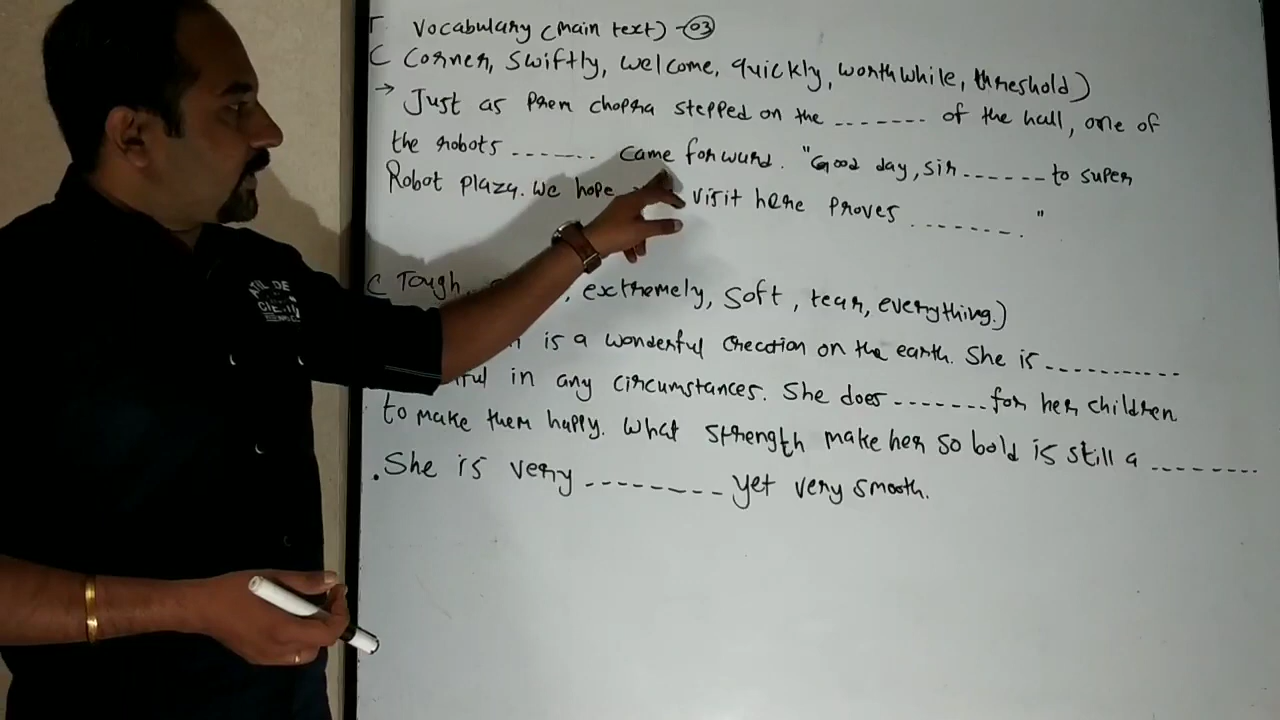 Vocabulary (Main text) - 03
( Corner, swiftly, welcome, quickly, worthwhile, threshold)
→ Just as Prem chopra stepped on the ------- of the hall, one of
the robots ------- came forward. "Good day, sir ------ to super
Robot plaza. We hope visit here proves -------. "
( Tough, extremely, soft, tear, everything.)
is a wonderful creation on the earth. She is -----------
in any circumstances. She does ------- for her children
to make them happy. What strength make her so bold is still a --------
.She is very -------- yet very smooth.